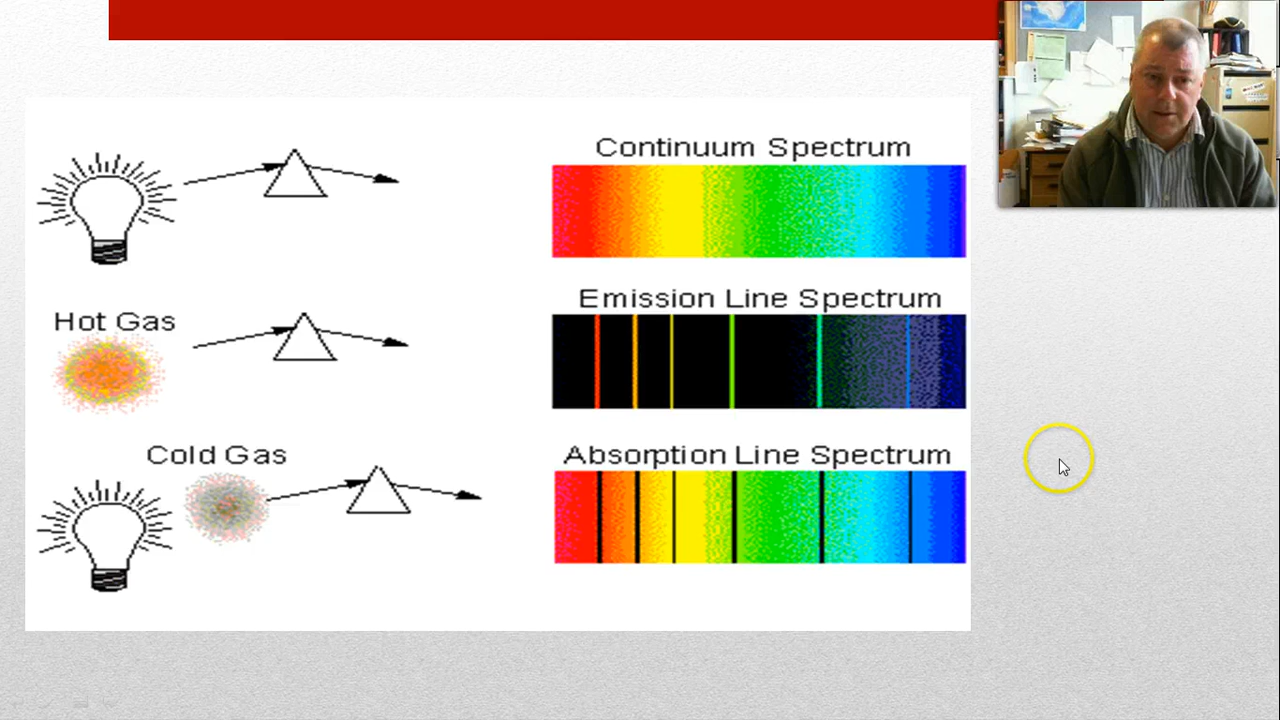 Continuum Spectrum
Hot Gas
Emission Line Spectrum
Cold Gas
Absorption Line Spectrum